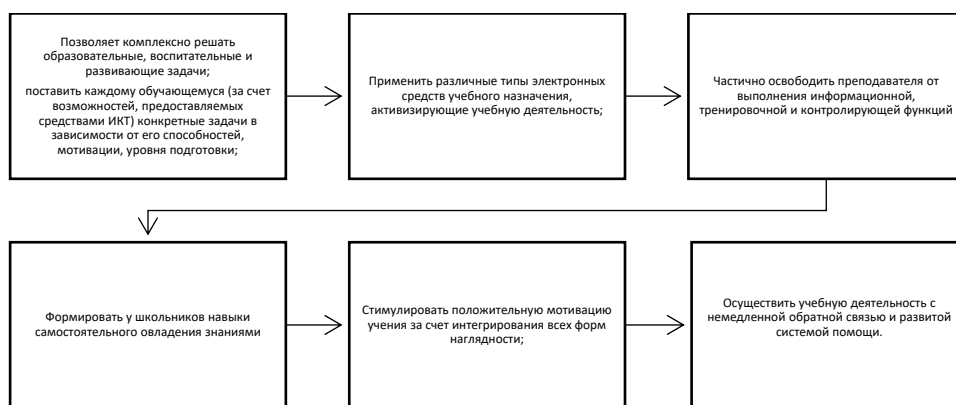 Позволяет комплексно решать
образовательные, воспитательные и
развивающие задачи;
поставить каждому обучающемуся (за счет
возможностей, предоставляемых
средствами ИКТ) конкретные задачи в
зависимости от его способностей,
мотивации, уровня подготовки;
Применить различные типы электронных
средств учебного назначения,
активизирующие учебную деятельность;
Частично освободить преподавателя от
выполнения информационной,
тренировочной и контролирующей функций
Формировать у школьников навыки
самостоятельного овладения знаниями
Стимулировать положительную мотивацию
учения за счет интегрирования всех форм
наглядности;
Осуществить учебную деятельность с
немедленной обратной связью и развитой
системой помощи.